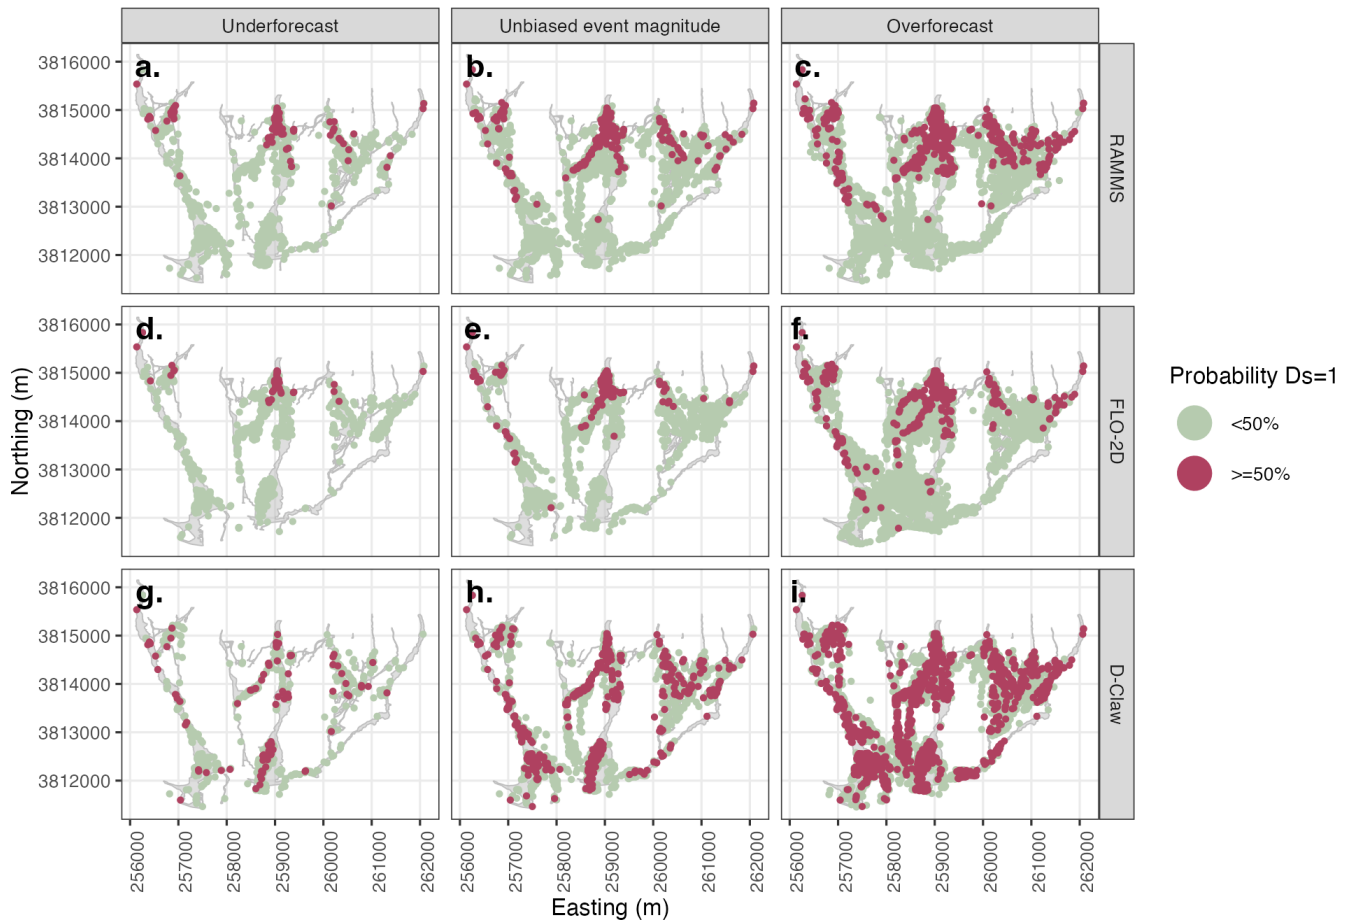 Underforecast Unbiased event magnitude Overforecast
a. b. c.
3816000
3815000
3814000
3813000
3812000
RAMMS
d. e. f.
3816000
3815000
3814000
3813000
3812000
FLO-2D
g. h. i.
3816000
3815000
3814000
3813000
3812000
D-Claw
Northing (m)
256000 257000 258000 259000 260000 261000 262000 256000 257000 258000 259000 260000 261000 262000 256000 257000 258000 259000 260000 261000 262000
Easting (m)
Probability Ds=1
<50%
>=50%